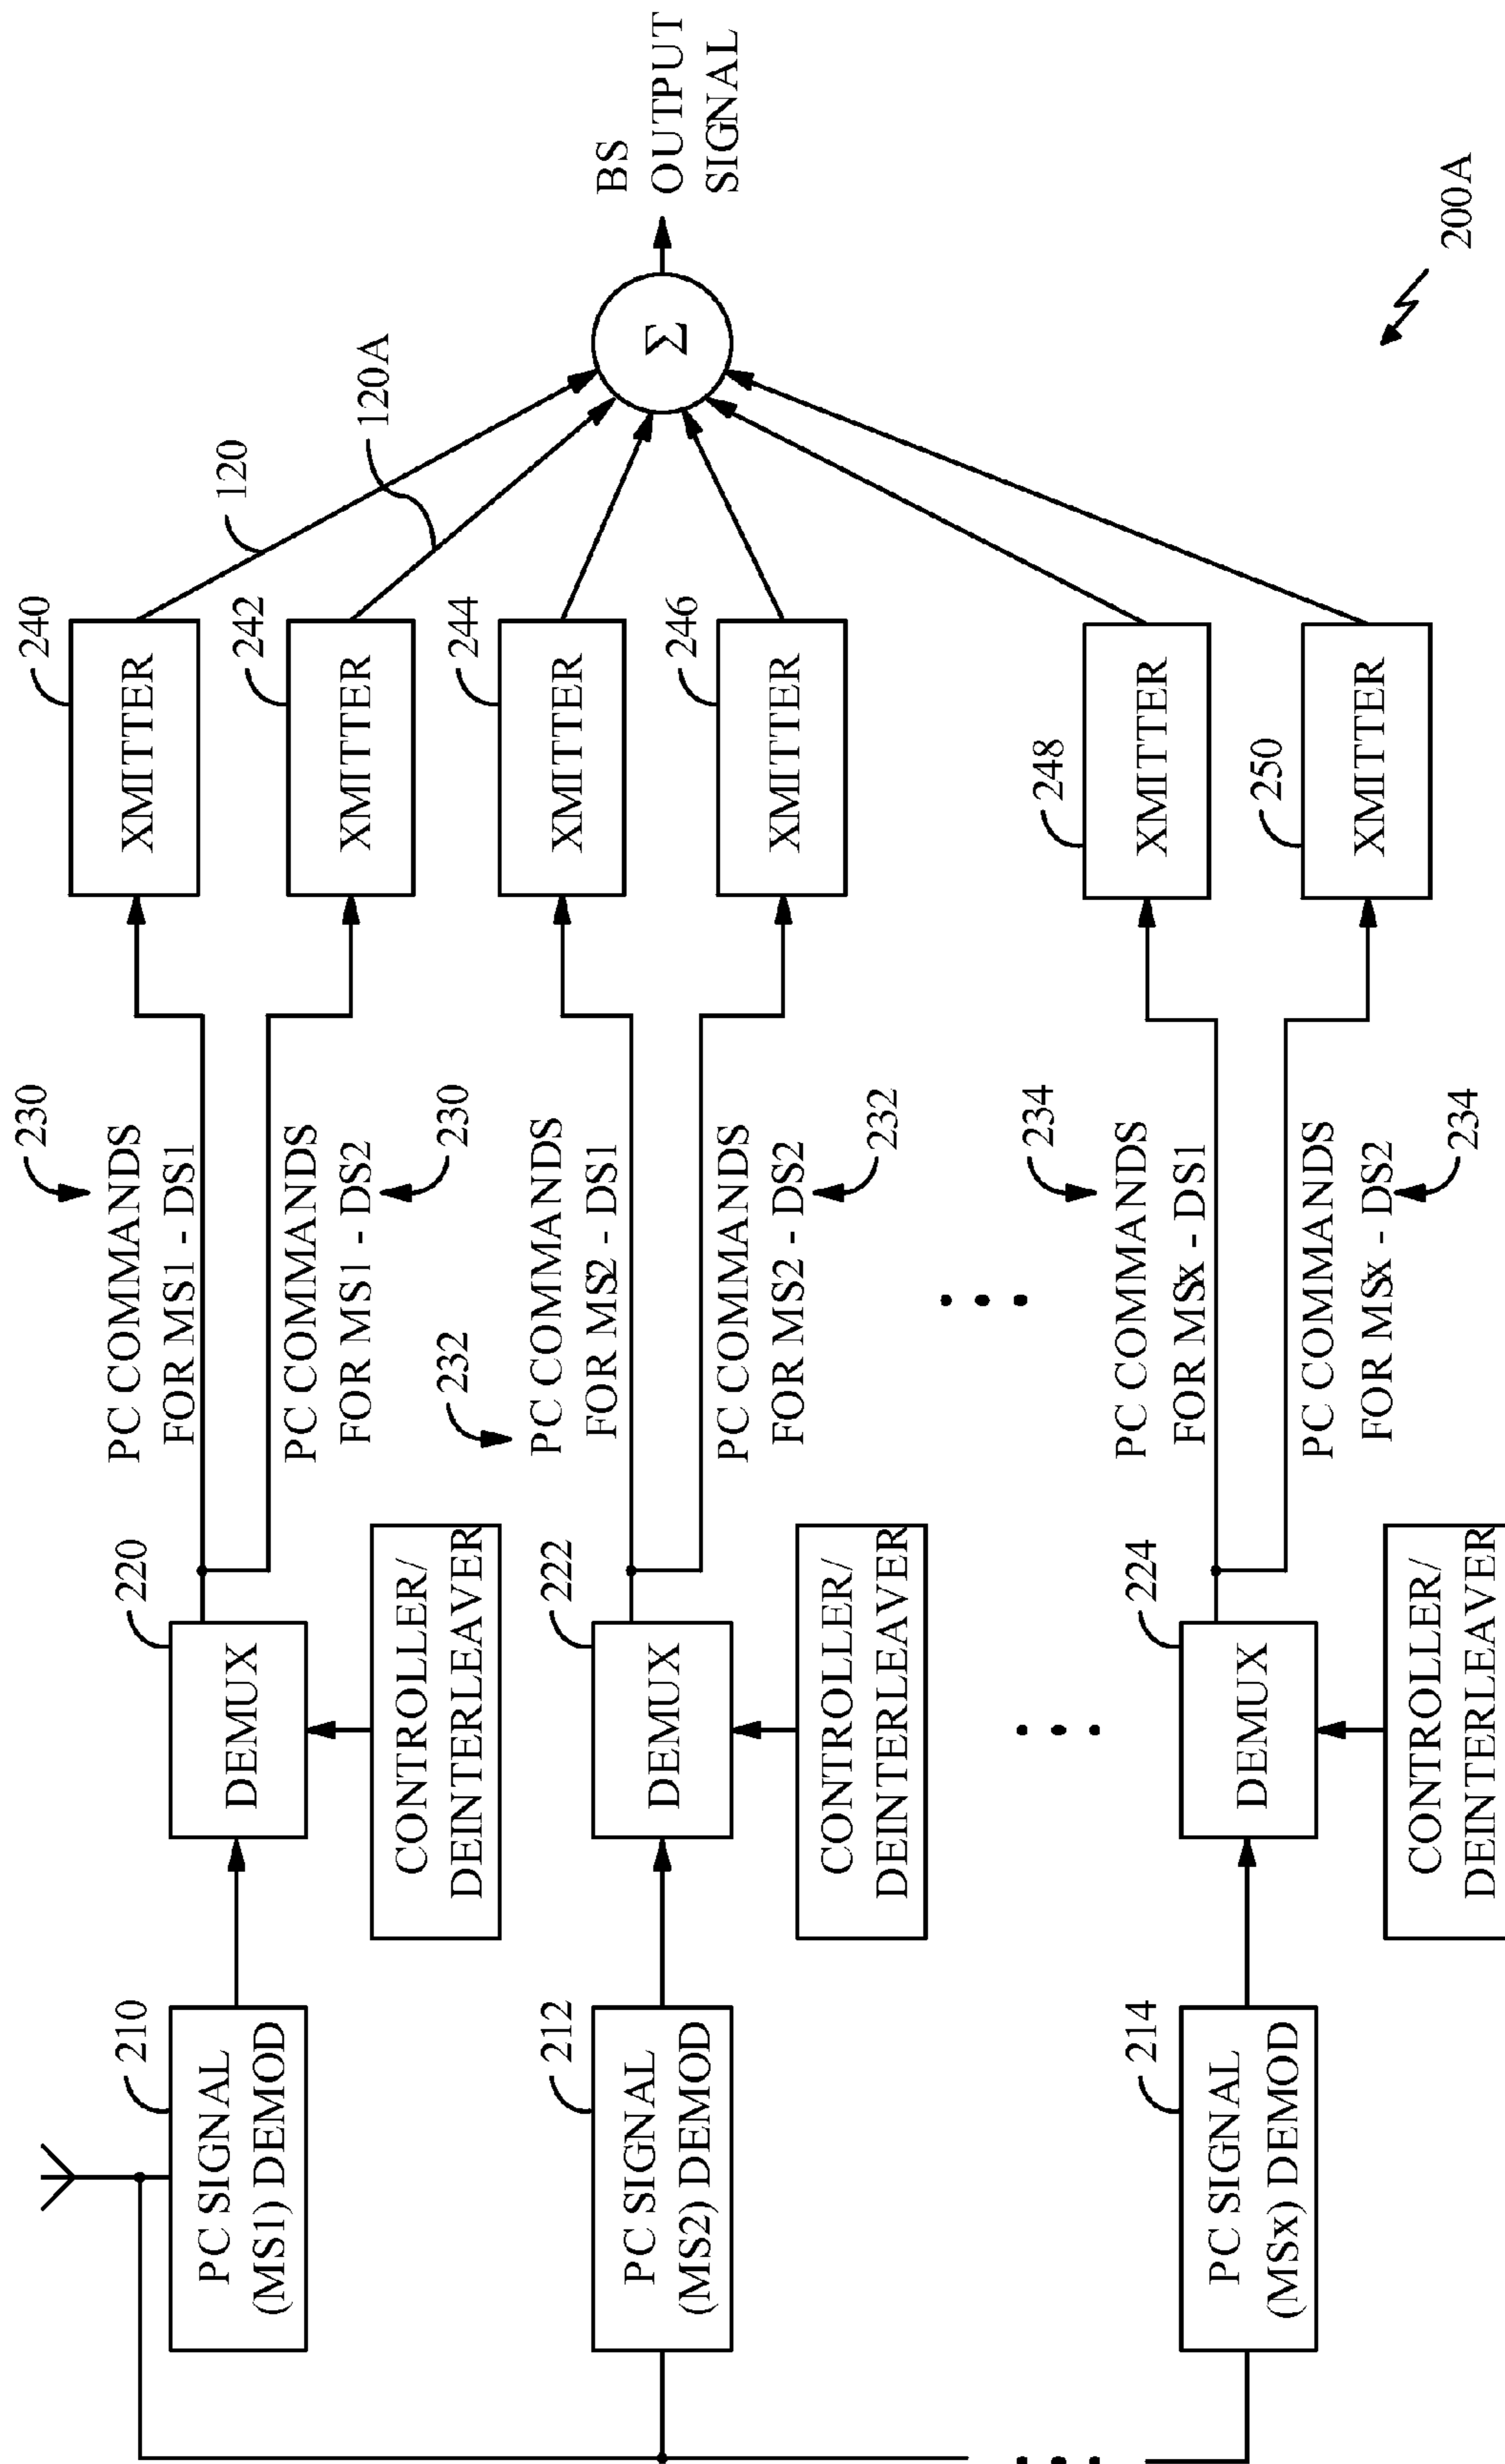 210
PC SIGNAL
(MS1) DEMOD
220
DEMUX
CONTROLLER/
DEINTERLEAVER
230
PC COMMANDS
FOR MS1 - DS1
PC COMMANDS
FOR MS1 - DS2
230
240
XMITTER
242
XMITTER
120
120A
212
PC SIGNAL
(MS2) DEMOD
222
DEMUX
CONTROLLER/
DEINTERLEAVER
232
PC COMMANDS
FOR MS2 - DS1
PC COMMANDS
FOR MS2 - DS2
232
244
XMITTER
246
XMITTER
Σ
BS
OUTPUT
SIGNAL
214
PC SIGNAL
(MSx) DEMOD
224
DEMUX
CONTROLLER/
DEINTERLEAVER
234
PC COMMANDS
FOR MSx - DS1
PC COMMANDS
FOR MSx - DS2
234
248
XMITTER
250
XMITTER
200A